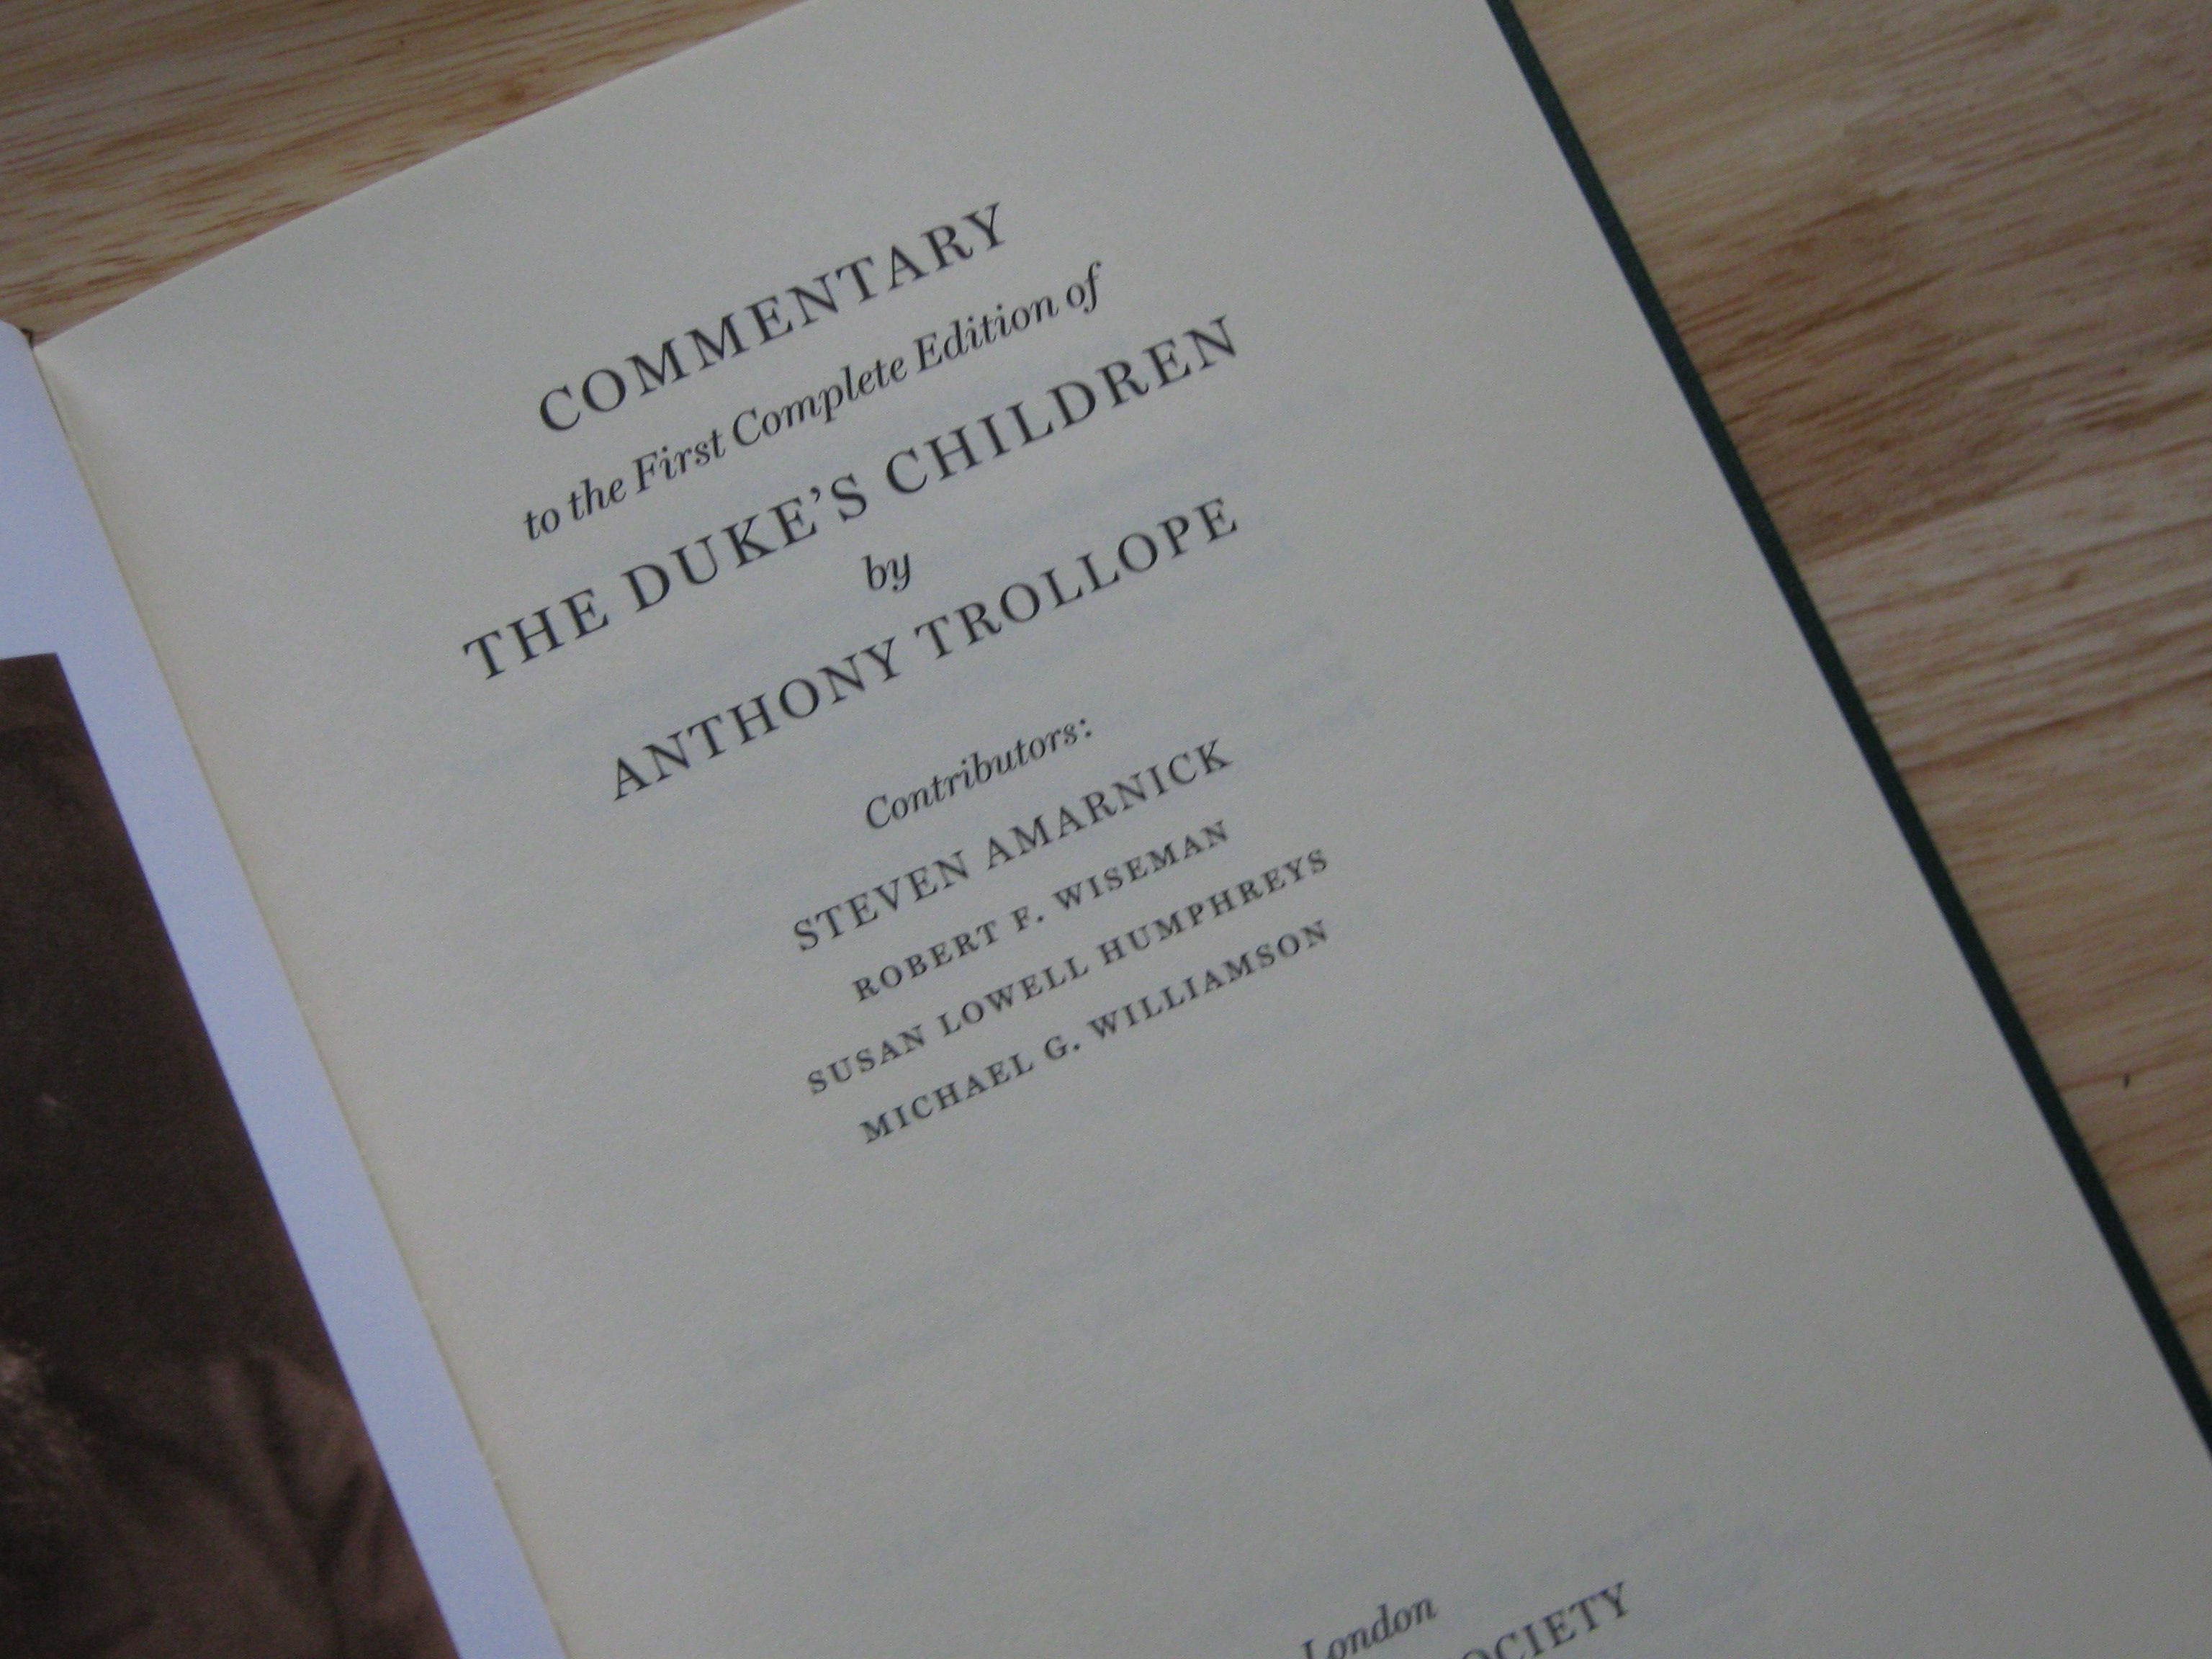 COMMENTARY
to the First Complete Edition of
THE DUKE’S CHILDREN
by
ANTHONY TROLLOPE
Contributors:
STEVEN AMARNICK
ROBERT F. WISEMAN
SUSAN LOWELL HUMPHREYS
MICHAEL G. WILLIAMSON
London